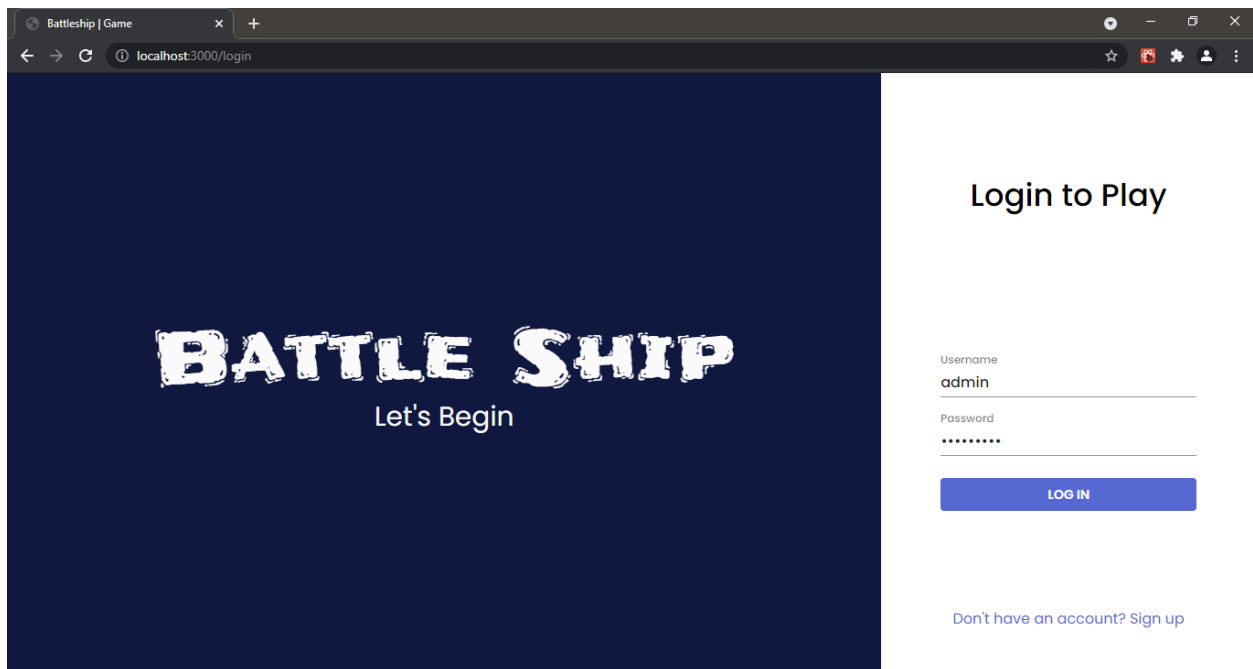 Battleship | Game
localhost:3000/login
Login to Play
BATTLE SHIP
Let's Begin
Username
admin
Password
•••••••••
LOG IN
Don't have an account? Sign up